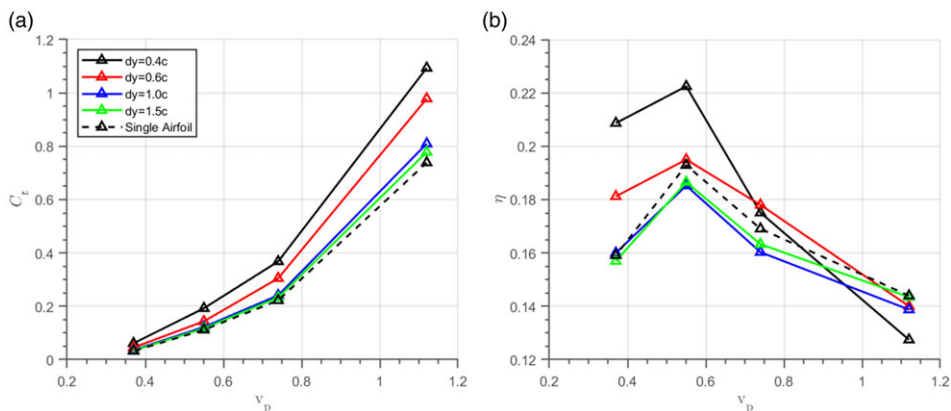 (a)
1.2
1
0.8
0.6
0.4
0.2
0
C_t
dy=0.4c
dy=0.6c
dy=1.0c
dy=1.5c
Single Airfoil
0.2 0.4 0.6 0.8 1 1.2
v_p
(b)
0.24
0.22
0.2
0.18
0.16
0.14
0.12
η
0.2 0.4 0.6 0.8 1 1.2
v_p